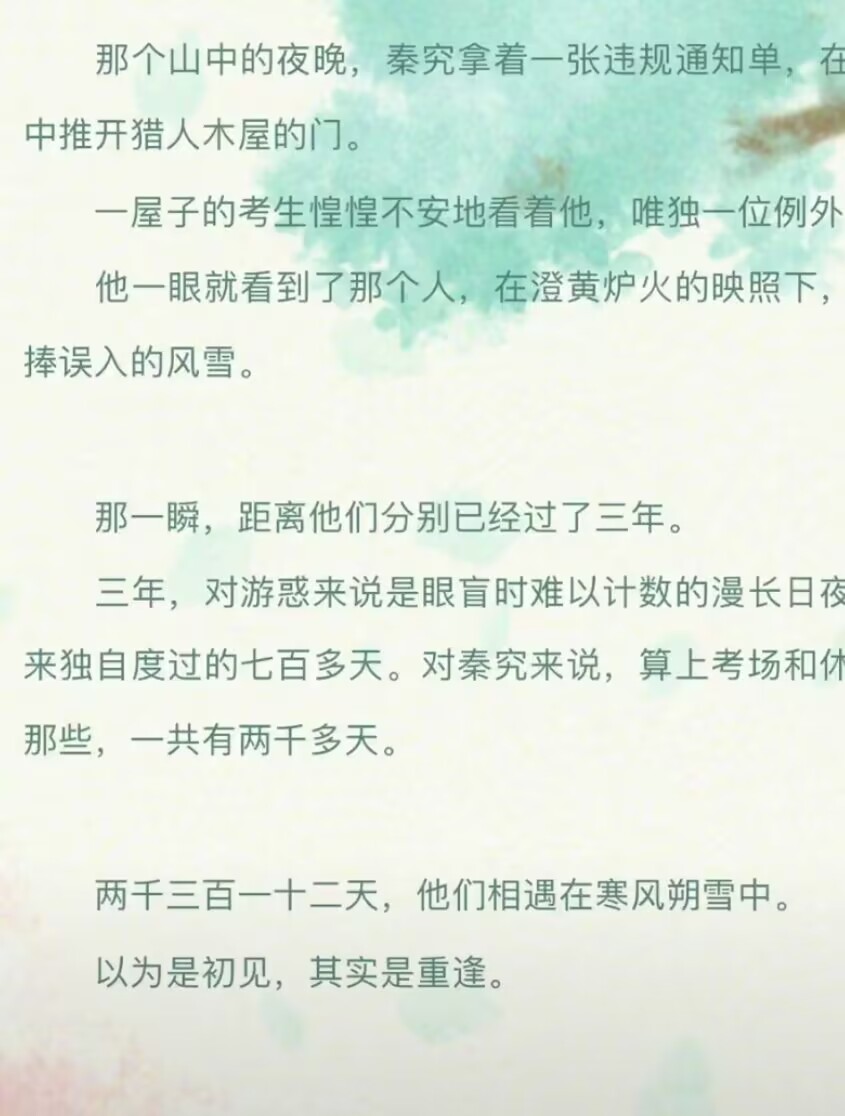 那个山中的夜晚，秦究拿着一张违规通知单，在
中推开猎人木屋的门。
一屋子的考生惶惶不安地看着他，唯独一位例外
他一眼就看到了那个人，在澄黄炉火的映照下，
捧误入的风雪。
那一瞬，距离他们分别已经过了三年。
三年，对游惑来说是眼盲时难以计数的漫长日夜
来独自度过的七百多天。对秦究来说，算上考场和休
那些，一共有两千多天。
两千三百一十二天，他们相遇在寒风朔雪中。
以为是初见，其实是重逢。